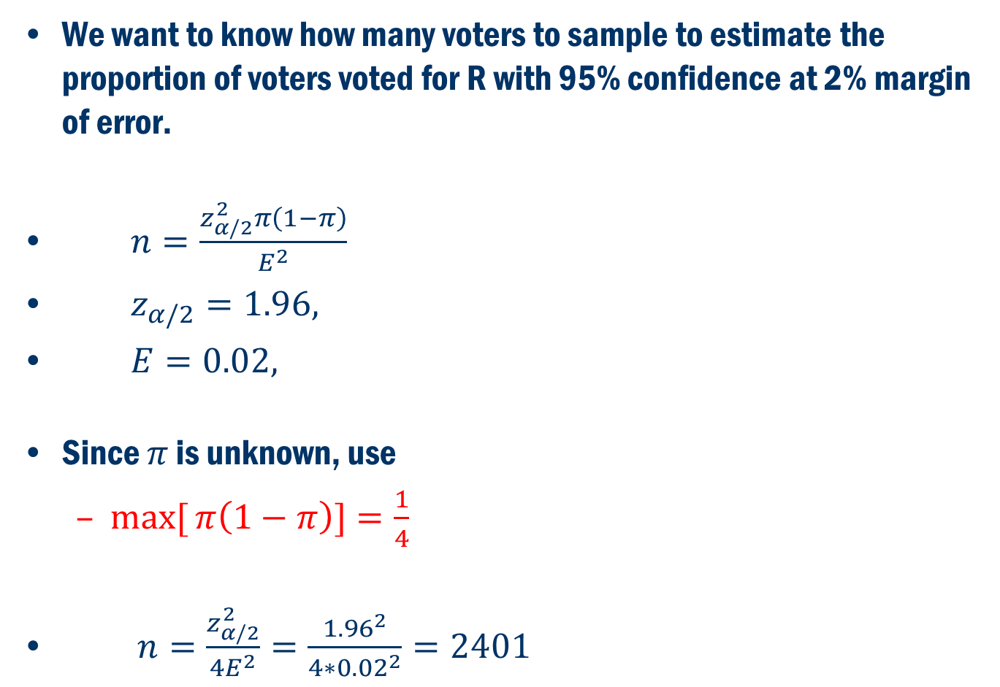 • We want to know how many voters to sample to estimate the
proportion of voters voted for R with 95% confidence at 2% margin
of error.
• $n = \frac{z_{\alpha/2}^2 \pi(1-\pi)}{E^2}$
• $z_{\alpha/2} = 1.96,$
• $E = 0.02,$
• Since $\pi$ is unknown, use
– $\max[\pi(1-\pi)] = \frac{1}{4}$
• $n = \frac{z_{\alpha/2}^2}{4E^2} = \frac{1.96^2}{4*0.02^2} = 2401$